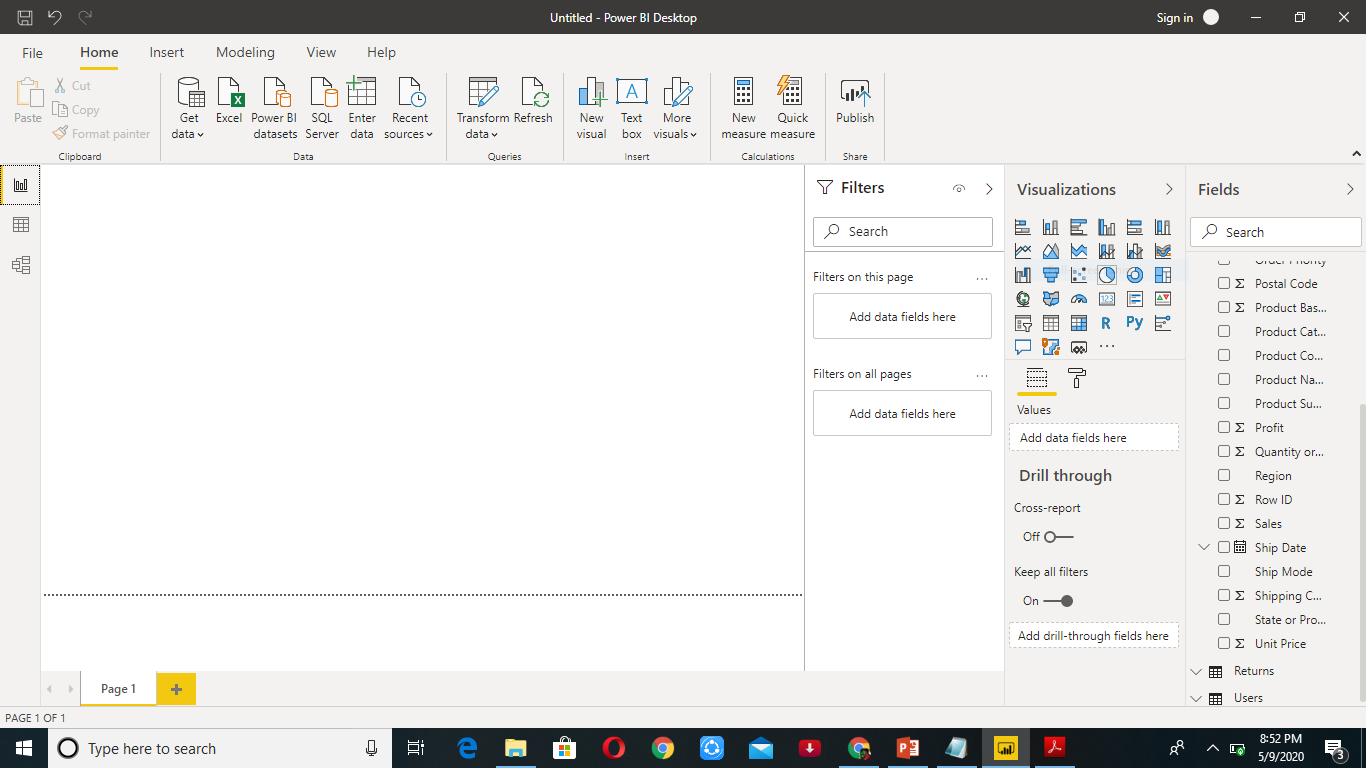 Untitled - Power BI Desktop
Sign in
File Home Insert Modeling View Help
Paste
Cut
Copy
Format painter
Clipboard
Get data
Excel
Power BI datasets
SQL Server
Enter data
Recent sources
Data
Transform data
Refresh
Queries
New visual
Text box
More visuals
Insert
New measure
Quick measure
Calculations
Publish
Share
Filters
Search
Filters on this page
...
Add data fields here
Filters on all pages
...
Add data fields here
Visualizations
123
R
Py
...
Values
Add data fields here
Drill through
Cross-report
Off
Keep all filters
On
Add drill-through fields here
Fields
Search
Order Priority
Postal Code
Product Bas...
Product Cat...
Product Co...
Product Na...
Product Su...
Profit
Quantity or...
Region
Row ID
Sales
Ship Date
Ship Mode
Shipping C...
State or Pro...
Unit Price
Returns
Users
Page 1
PAGE 1 OF 1
Type here to search
8:52 PM
5/9/2020
3